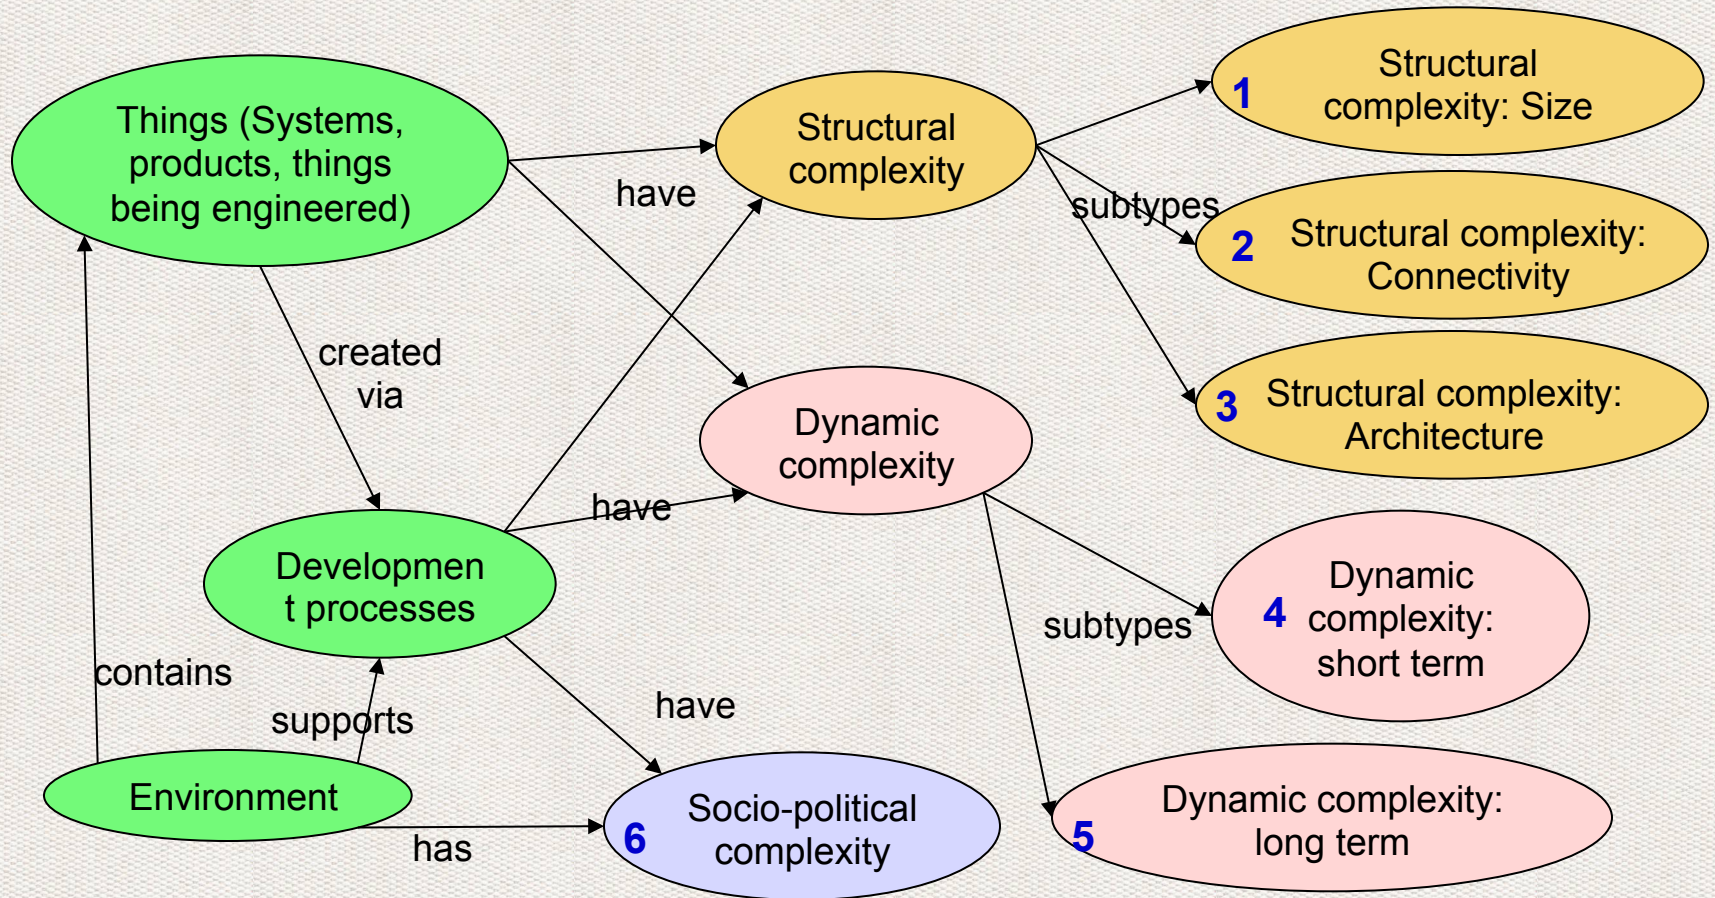 Things (Systems,
products, things
being engineered)
have
Structural
complexity
subtypes
1
Structural
complexity: Size
2
Structural complexity:
Connectivity
3
Structural complexity:
Architecture
created
via
Developmen
t processes
have
Dynamic
complexity
subtypes
4
Dynamic
complexity:
short term
5
Dynamic complexity:
long term
contains
supports
have
Environment
has
6
Socio-political
complexity